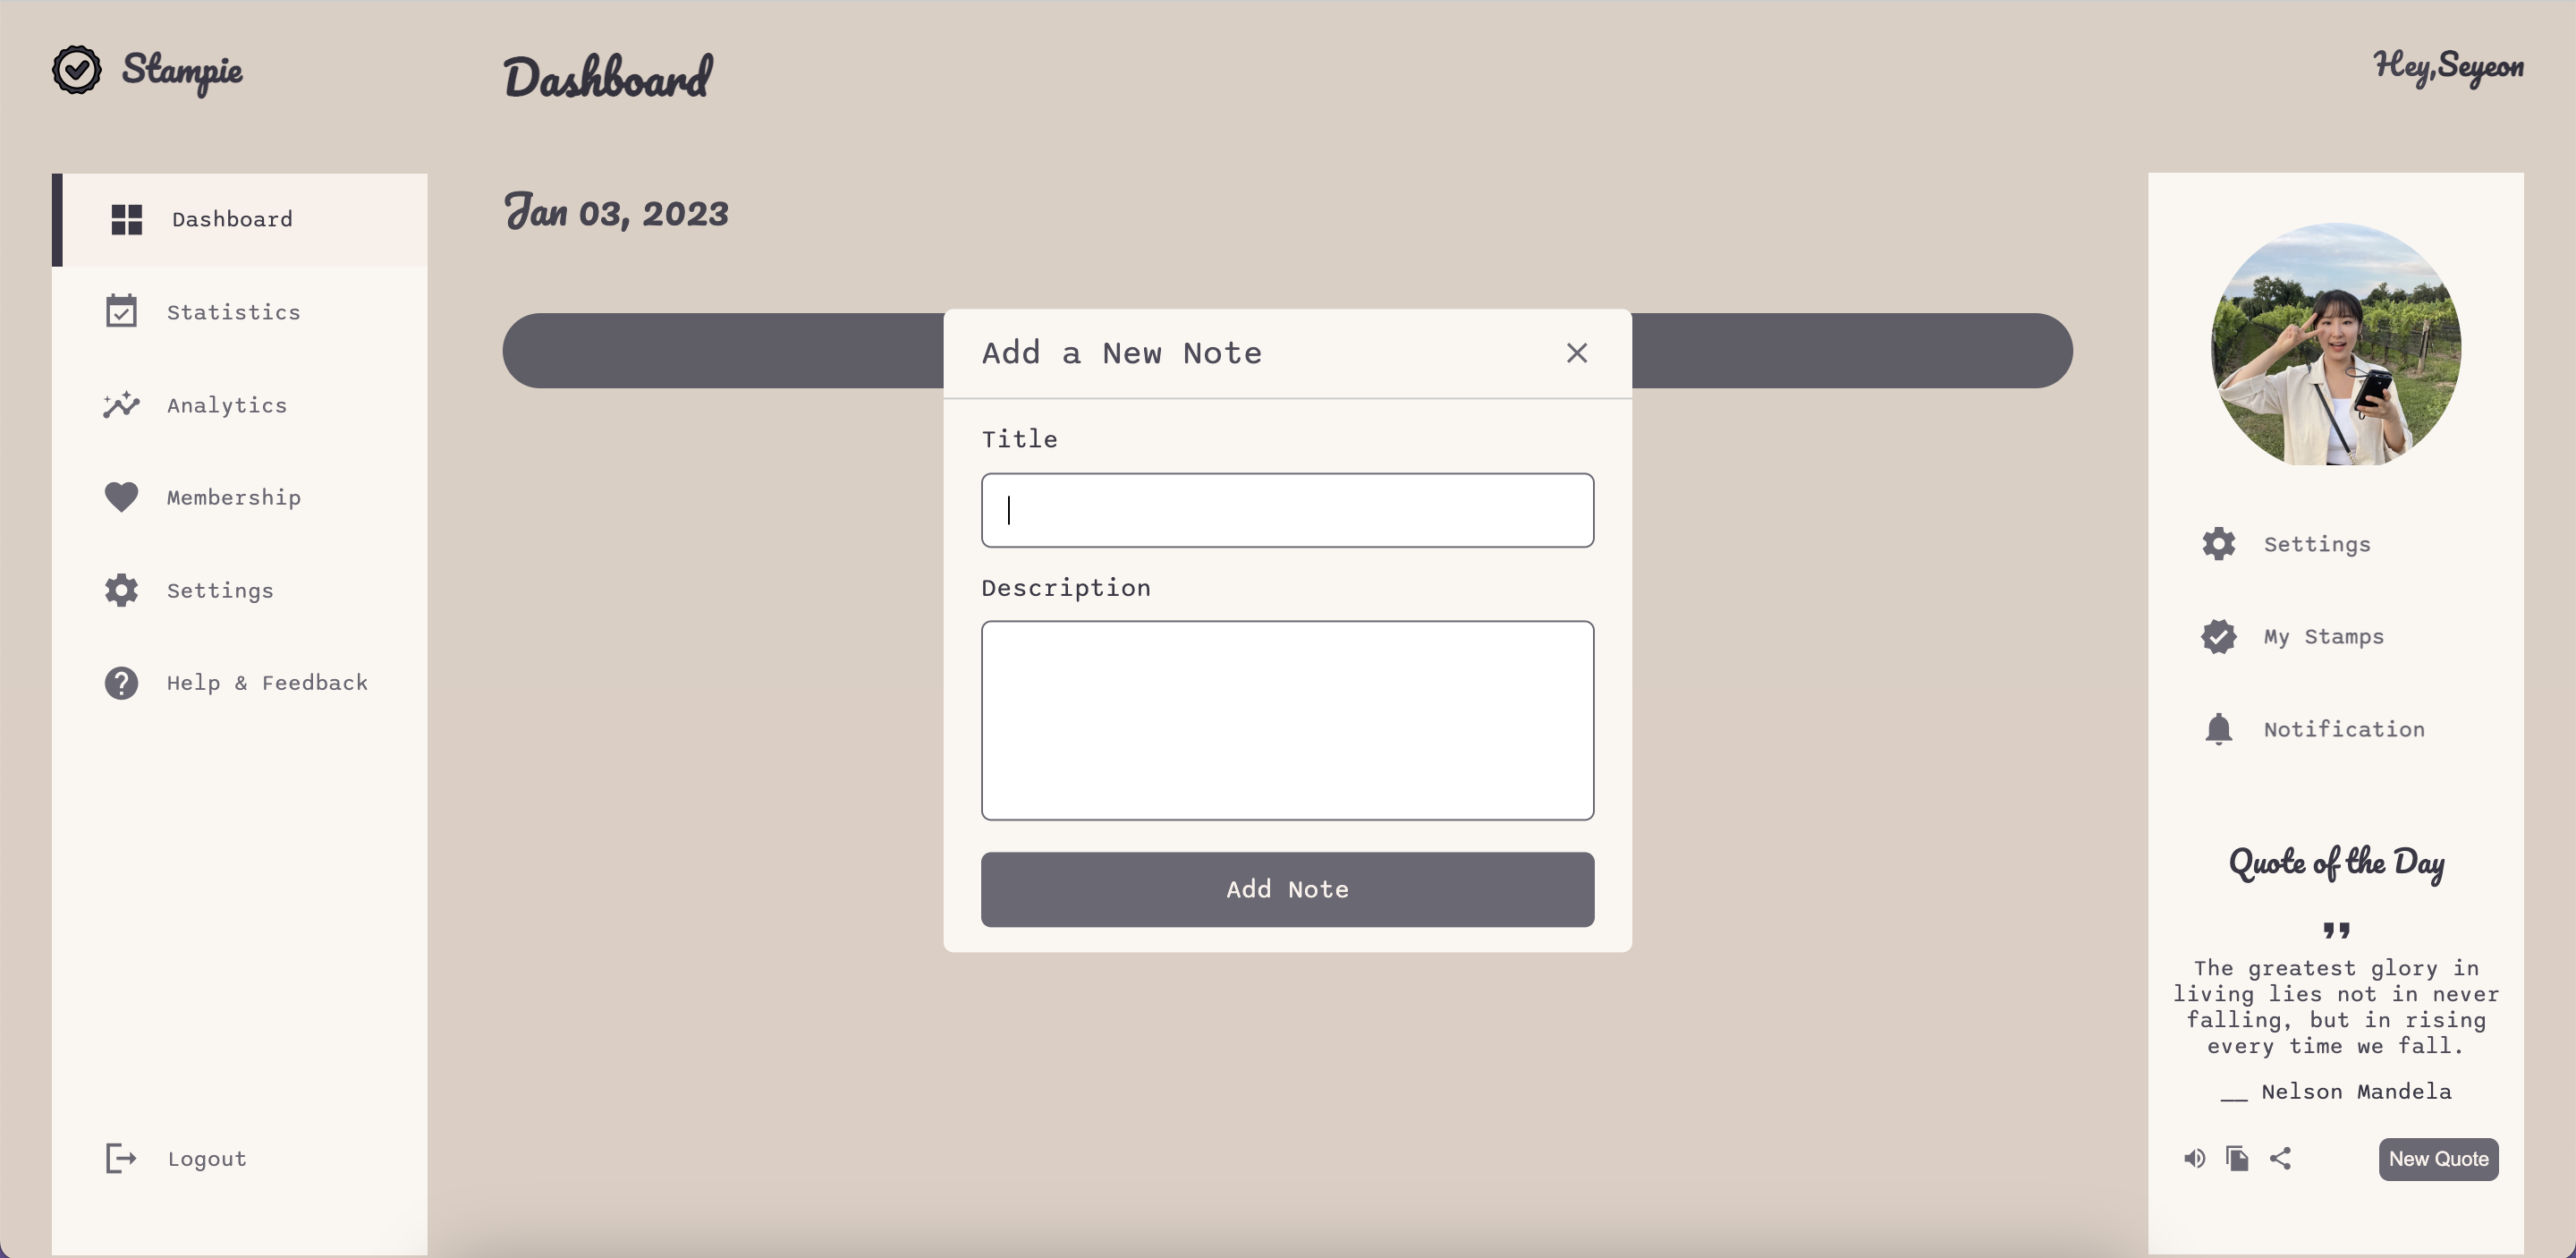 Stampie
Dashboard
Hey,Seyeon
Dashboard
Statistics
Analytics
Membership
Settings
Help & Feedback
Logout
Jan 03, 2023
Add a New Note
Title
Description
Add Note
Settings
My Stamps
Notification
Quote of the Day
”
The greatest glory in
living lies not in never
falling, but in rising
every time we fall.
__ Nelson Mandela
New Quote